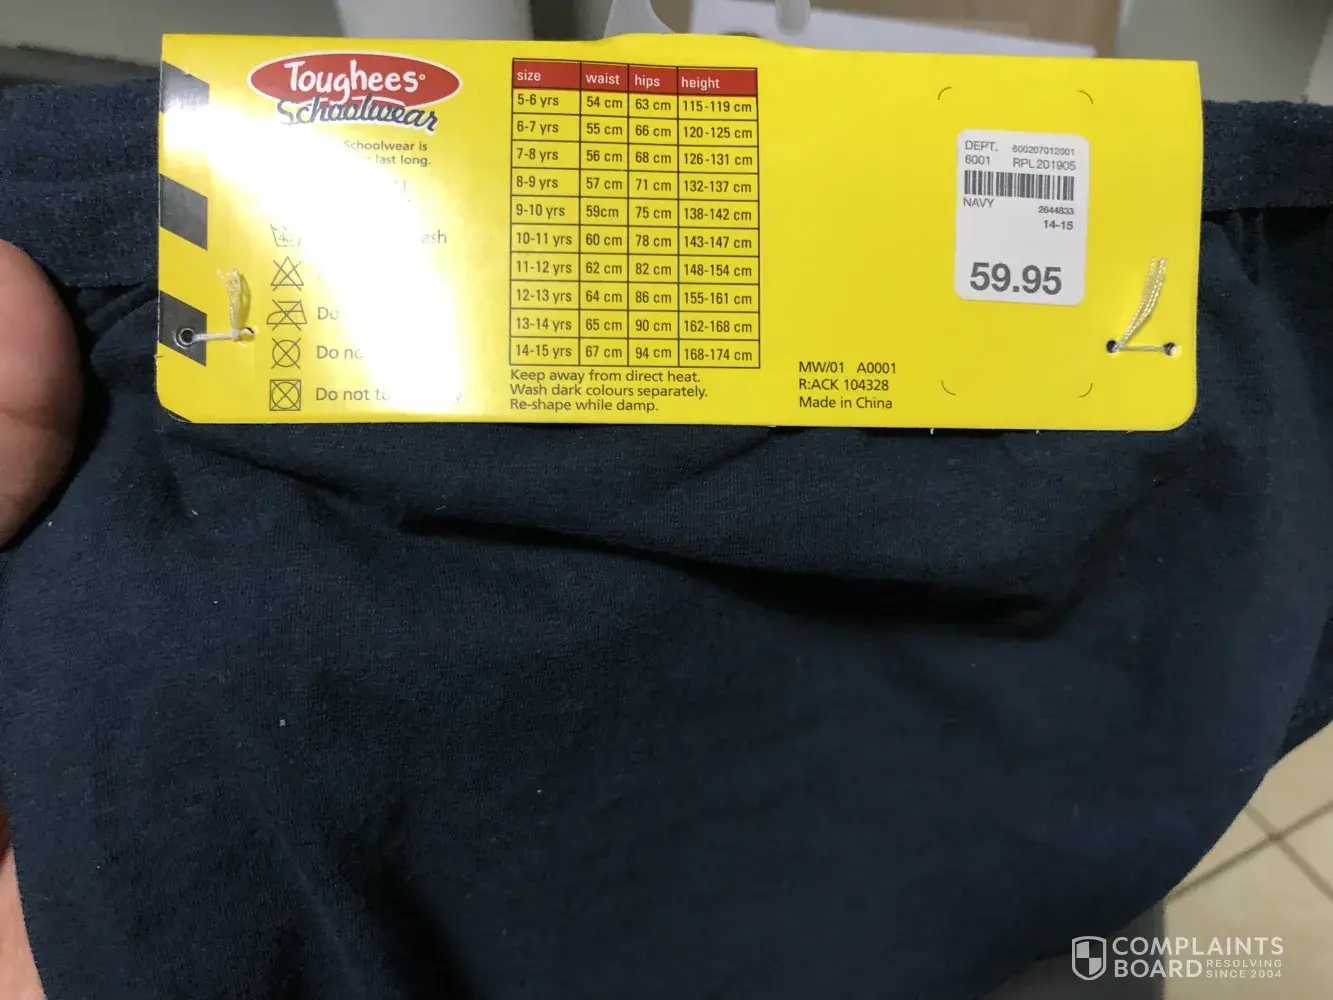 Toughees
Schoolwear
Schoolwear is
last long.
Do
Do
Do not
size waist hips height
5-6 yrs 54 cm 63 cm 115-119 cm
6-7 yrs 55 cm 66 cm 120-125 cm
7-8 yrs 56 cm 68 cm 126-131 cm
8-9 yrs 57 cm 71 cm 132-137 cm
9-10 yrs 59cm 75 cm 138-142 cm
10-11 yrs 60 cm 78 cm 143-147 cm
11-12 yrs 62 cm 82 cm 148-154 cm
12-13 yrs 64 cm 86 cm 155-161 cm
13-14 yrs 65 cm 90 cm 162-168 cm
14-15 yrs 67 cm 94 cm 168-174 cm
Keep away from direct heat.
Wash dark colours separately.
Re-shape while damp.
MW/01 A0001
R:ACK 104328
Made in China
DEPT. 600207012001
6001 RPL201905
NAVY 2644833
14-15
59.95
COMPLAINTS
BOARD RESOLVING
SINCE 2004